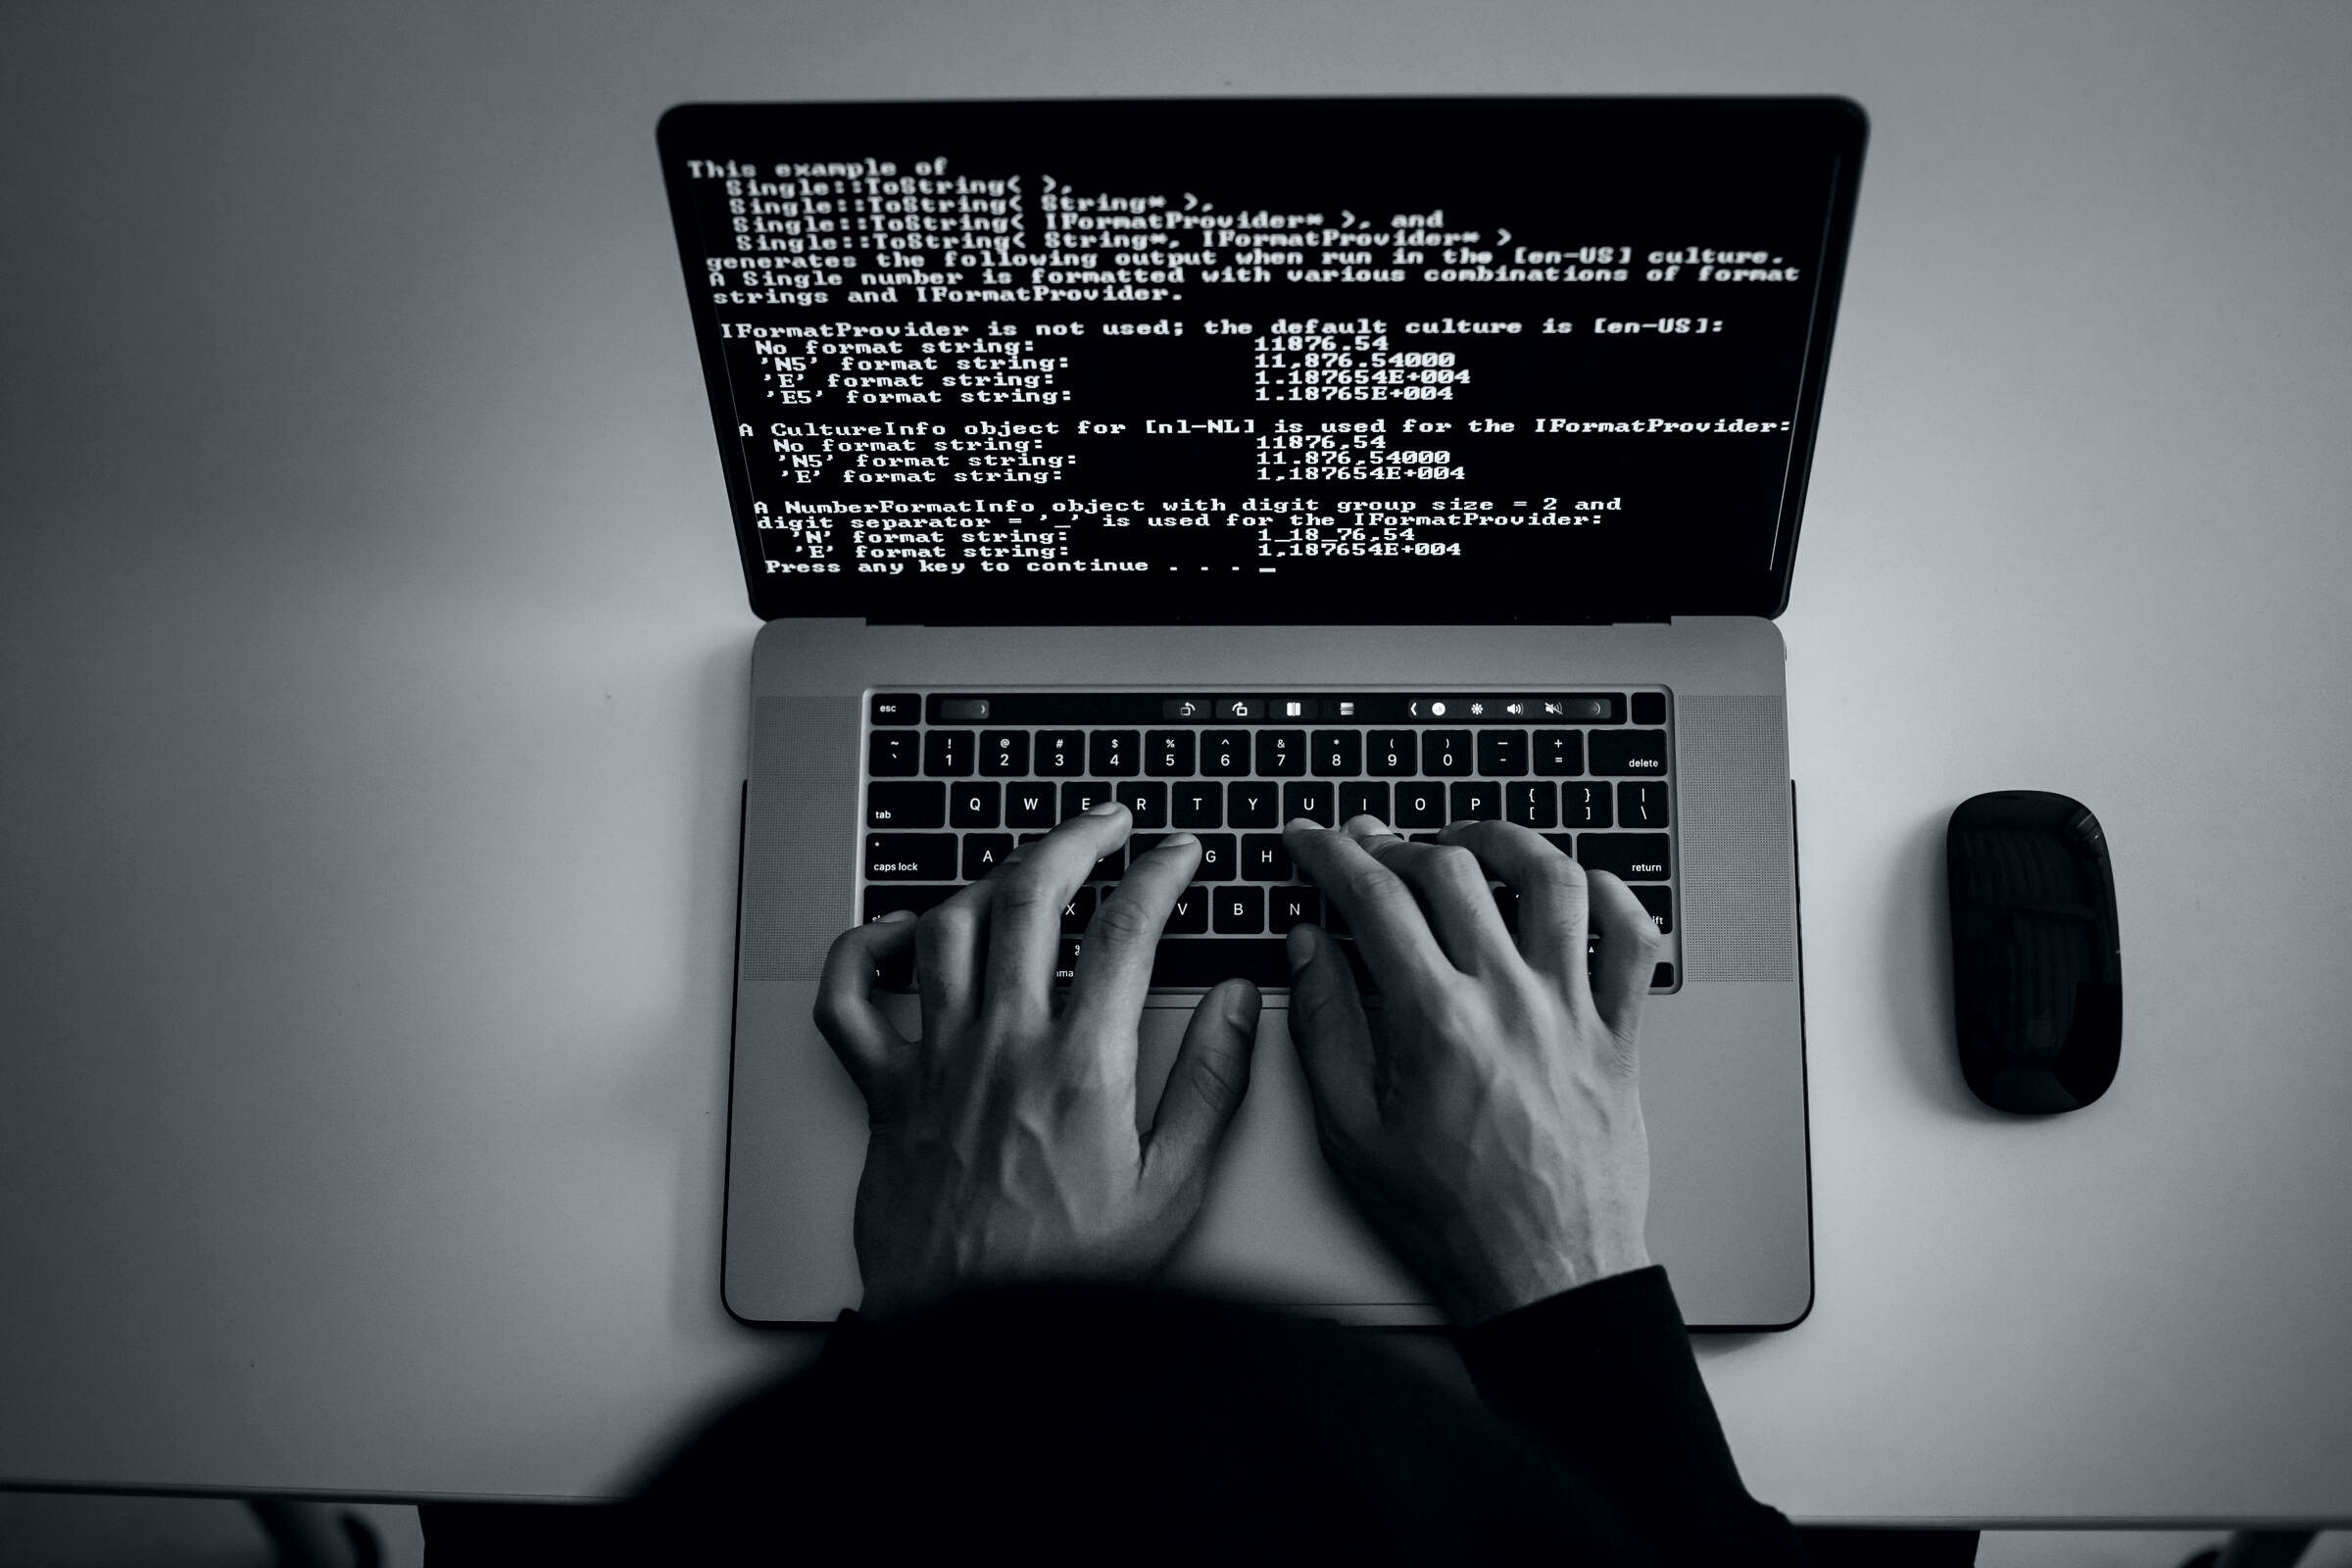 This example of
Single::ToString( ),
Single::ToString( String* ),
Single::ToString( IFormatProvider* ), and
Single::ToString( String*, IFormatProvider* )
generates the following output when run in the [en-US] culture.
A Single number is formatted with various combinations of format
strings and IFormatProvider.
IFormatProvider is not used; the default culture is [en-US]:
No format string: 11876.54
'N5' format string: 11,876.54000
'E' format string: 1.187654E+004
'E5' format string: 1.18765E+004
A CultureInfo object for [nl-NL] is used for the IFormatProvider:
No format string: 11876,54
'N5' format string: 11.876,54000
'E' format string: 1,187654E+004
A NumberFormatInfo object with digit group size = 2 and
digit separator = '_' is used for the IFormatProvider:
'N' format string: 1_18_76.54
'E' format string: 1.187654E+004
Press any key to continue . . . _
esc
~ ! @ # $ % ^ & * ( ) — +
` 1 2 3 4 5 6 7 8 9 0 - = delete
tab Q W E R T Y U I O P { [ } ] | \
caps lock A G H return
X V B N